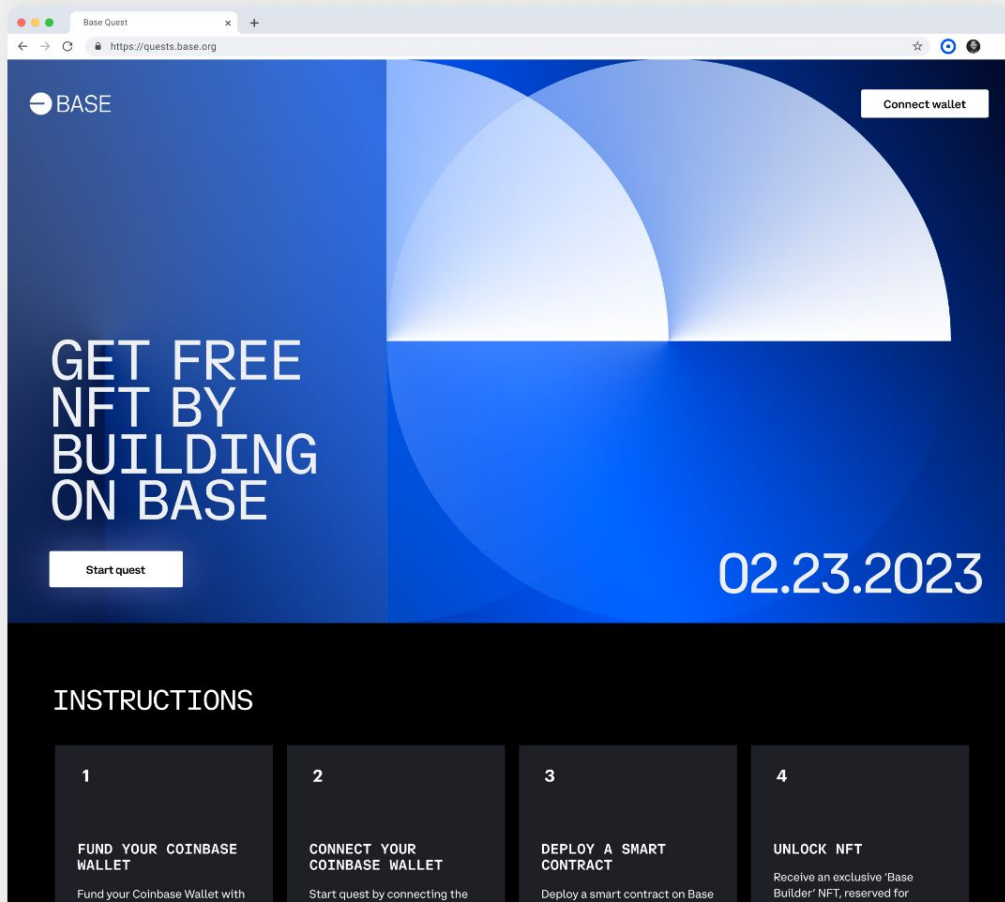 Base Quest
https://quests.base.org
BASE
Connect wallet
GET FREE
NFT BY
BUILDING
ON BASE
Start quest
02.23.2023
INSTRUCTIONS
1
FUND YOUR COINBASE
WALLET
Fund your Coinbase Wallet with
2
CONNECT YOUR
COINBASE WALLET
Start quest by connecting the
3
DEPLOY A SMART
CONTRACT
Deploy a smart contract on Base
4
UNLOCK NFT
Receive an exclusive ‘Base
Builder’ NFT, reserved for